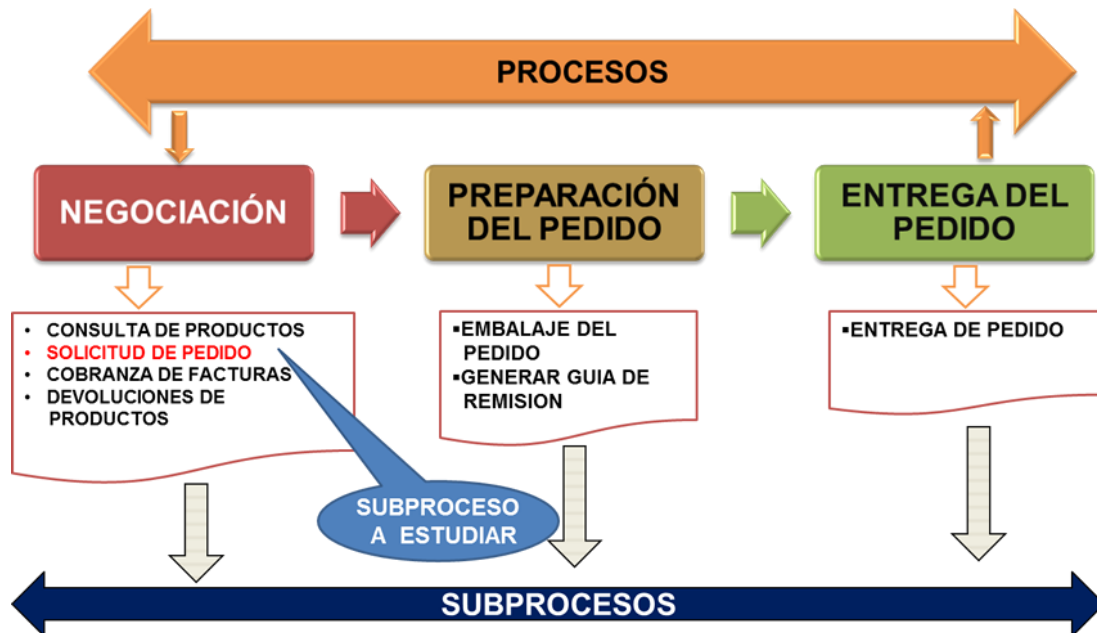 PROCESOS
NEGOCIACIÓN
PREPARACIÓN
DEL PEDIDO
ENTREGA DEL
PEDIDO
• CONSULTA DE PRODUCTOS
• SOLICITUD DE PEDIDO
• COBRANZA DE FACTURAS
• DEVOLUCIONES DE
PRODUCTOS
▪EMBALAJE DEL
PEDIDO
▪GENERAR GUIA DE
REMISION
▪ENTREGA DE PEDIDO
SUBPROCESO
A ESTUDIAR
SUBPROCESOS